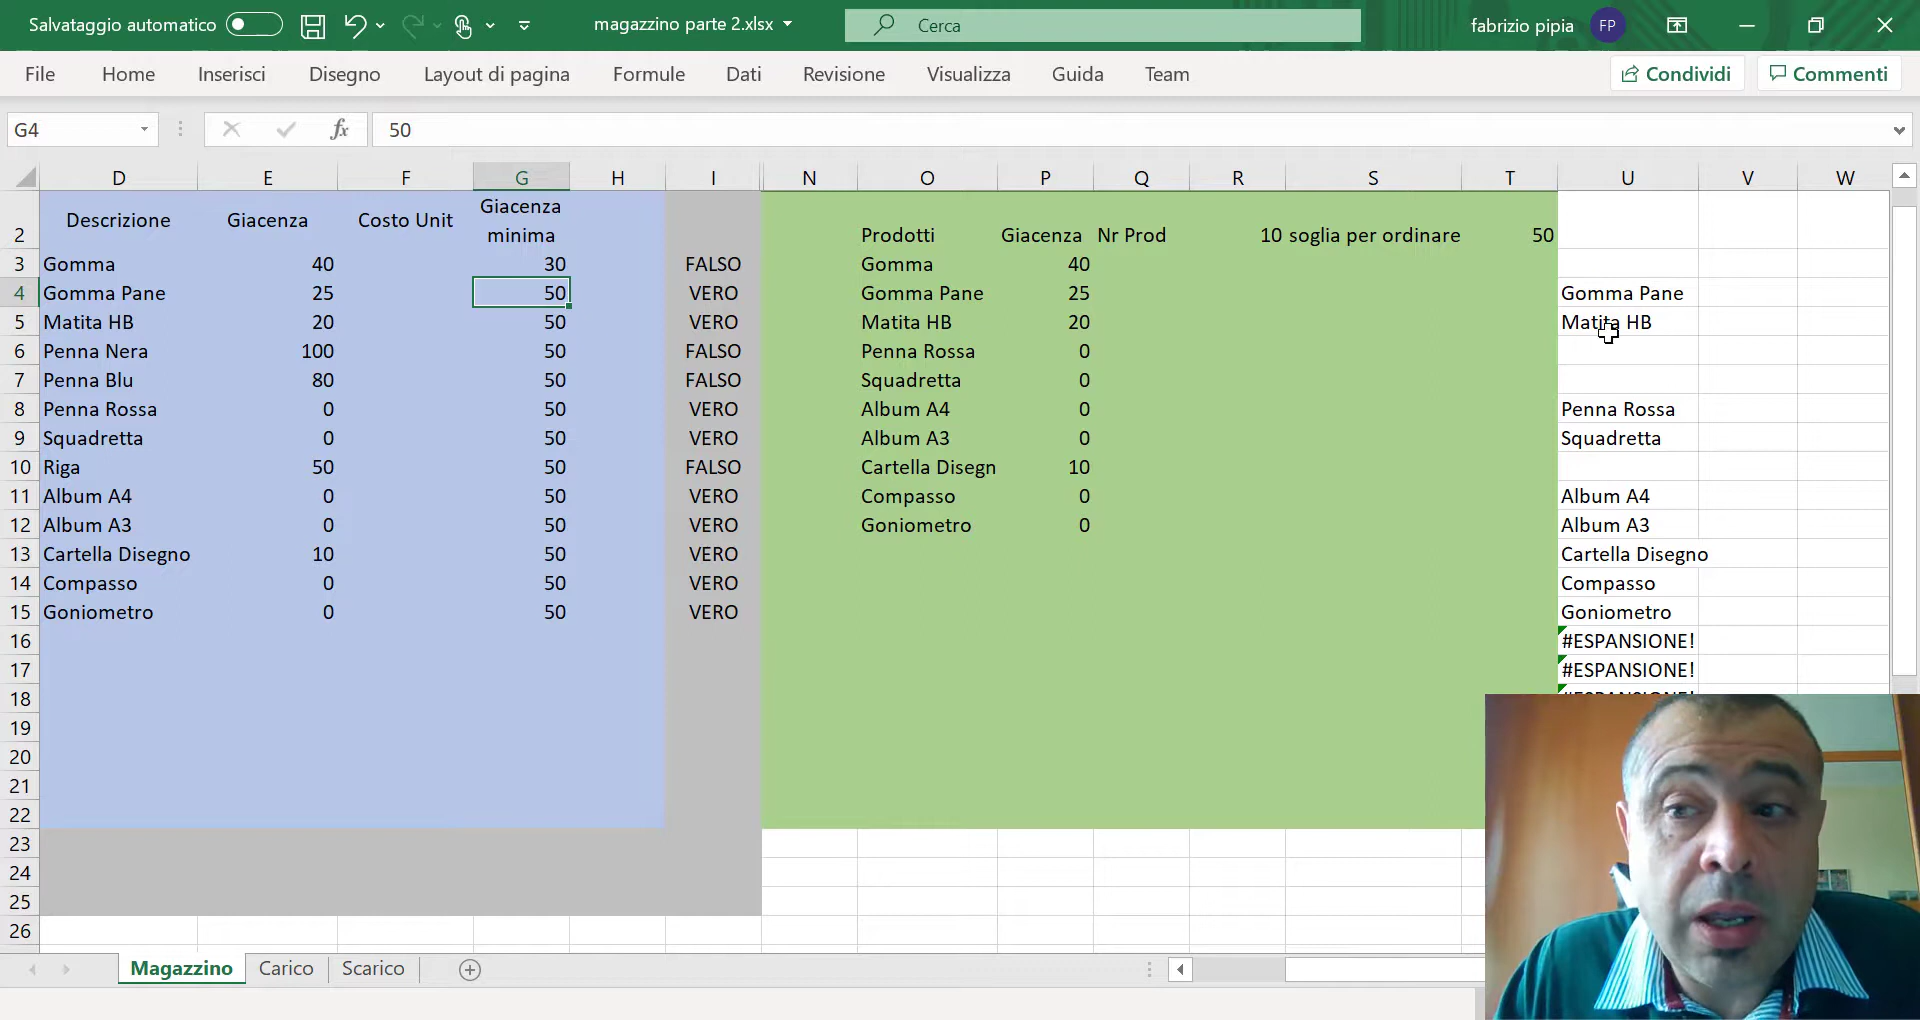 Salvataggio automatico magazzino parte 2.xlsx Cerca fabrizio pipia FP
File Home Inserisci Disegno Layout di pagina Formule Dati Revisione Visualizza Guida Team Condividi Commenti
G4 fx 50
D E F G H I N O P Q R S T U V W
2 Descrizione Giacenza Costo Unit Giacenza minima Prodotti Giacenza Nr Prod 10 soglia per ordinare 50
3 Gomma 40 30 FALSO Gomma 40
4 Gomma Pane 25 50 VERO Gomma Pane 25 Gomma Pane
5 Matita HB 20 50 VERO Matita HB 20 Matita HB
6 Penna Nera 100 50 FALSO Penna Rossa 0
7 Penna Blu 80 50 FALSO Squadretta 0
8 Penna Rossa 0 50 VERO Album A4 0 Penna Rossa
9 Squadretta 0 50 VERO Album A3 0 Squadretta
10 Riga 50 50 FALSO Cartella Disegn 10
11 Album A4 0 50 VERO Compasso 0 Album A4
12 Album A3 0 50 VERO Goniometro 0 Album A3
13 Cartella Disegno 10 50 VERO Cartella Disegno
14 Compasso 0 50 VERO Compasso
15 Goniometro 0 50 VERO Goniometro
16 #ESPANSIONE!
17 #ESPANSIONE!
18
19
20
21
22
23
24
25
26
Magazzino Carico Scarico